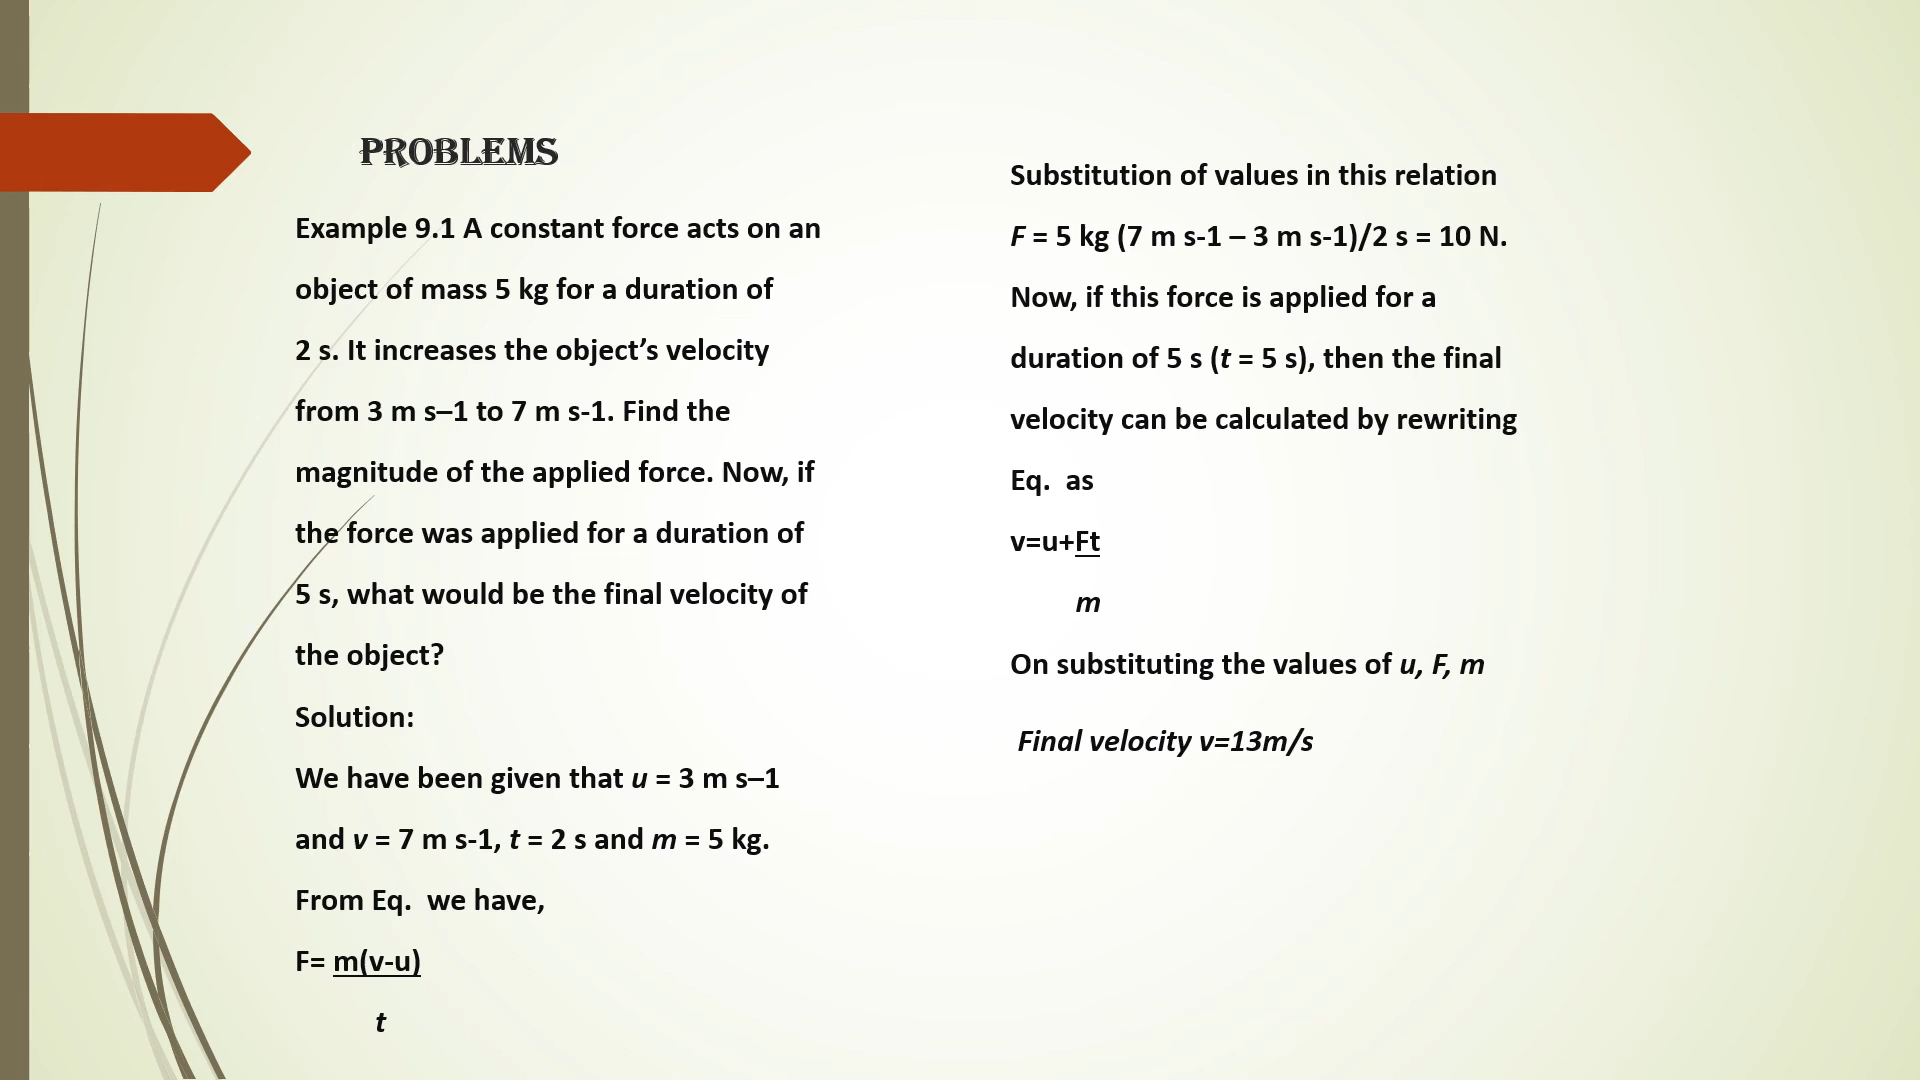 PROBLEMS
Example 9.1 A constant force acts on an
object of mass 5 kg for a duration of
2 s. It increases the object’s velocity
from 3 m s–1 to 7 m s-1. Find the
magnitude of the applied force. Now, if
the force was applied for a duration of
5 s, what would be the final velocity of
the object?
Solution:
We have been given that u = 3 m s–1
and v = 7 m s-1, t = 2 s and m = 5 kg.
From Eq.  we have,
F= m(v-u)
t
Substitution of values in this relation
F = 5 kg (7 m s-1 – 3 m s-1)/2 s = 10 N.
Now, if this force is applied for a
duration of 5 s (t = 5 s), then the final
velocity can be calculated by rewriting
Eq.  as
v=u+Ft
m
On substituting the values of u, F, m
Final velocity v=13m/s